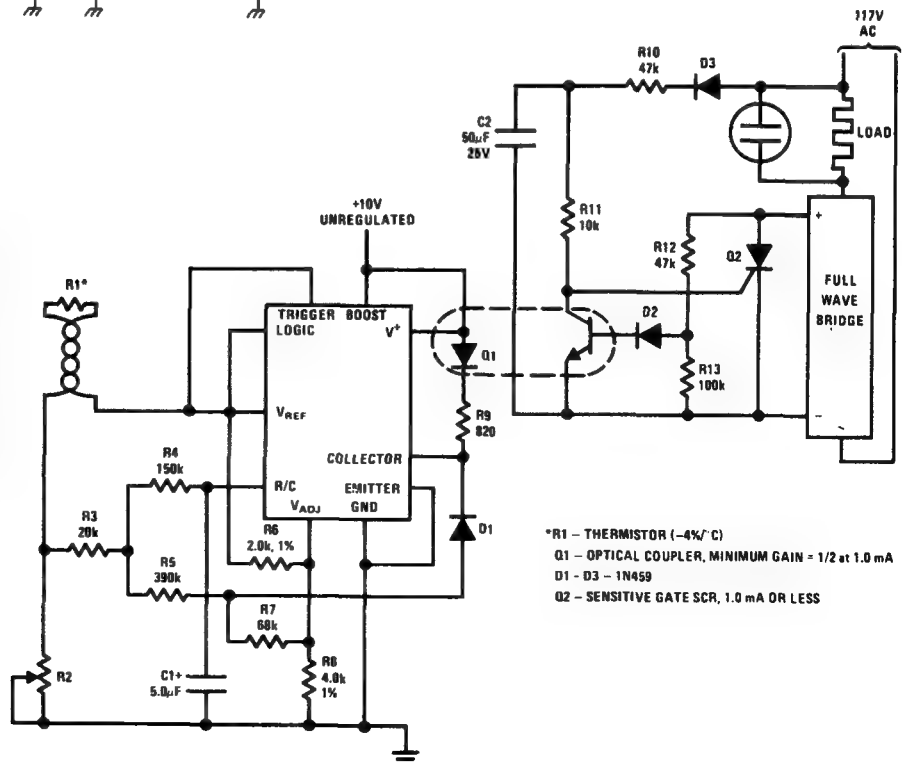 117V
AC
R10
47k
D3
C2
50µF
25V
LOAD
+10V
UNREGULATED
R11
10k
R12
47k
Q2
+
FULL
WAVE
BRIDGE
R1*
TRIGGER BOOST
LOGIC
V+
Q1
D2
R13
100k
VREF
R9
820
−
~
COLLECTOR
R4
150k
R/C
EMITTER
VADJ
GND
R3
20k
R6
2.0k, 1%
D1
R5
390k
R7
68k
R2
C1+
5.0µF
R8
4.0k
1%
*R1 – THERMISTOR (–4%/°C)
Q1 – OPTICAL COUPLER, MINIMUM GAIN = 1/2 at 1.0 mA
D1 - D3 – 1N459
Q2 – SENSITIVE GATE SCR, 1.0 mA OR LESS